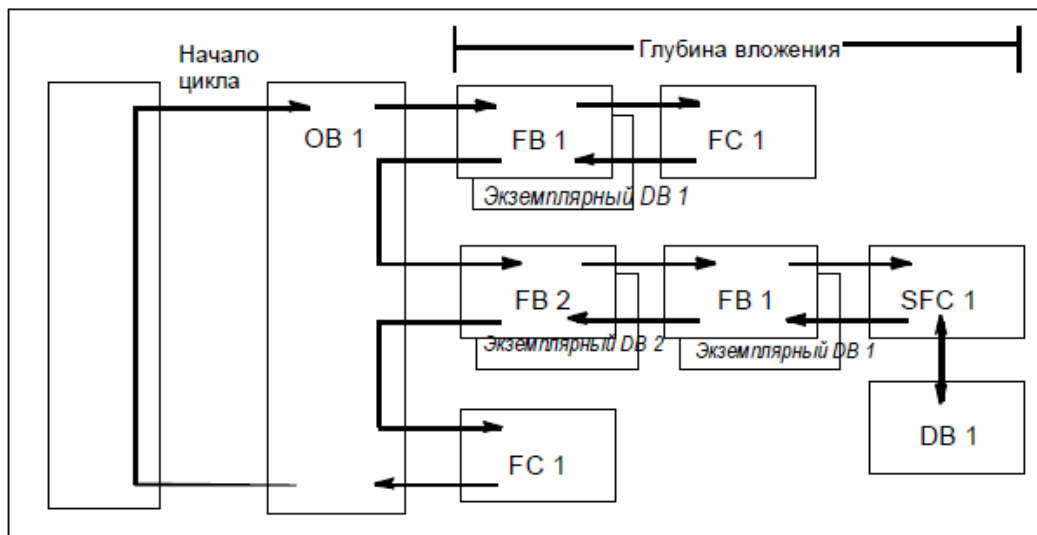 Начало
цикла
Глубина вложения
OB 1
FB 1
FC 1
Экземплярный DB 1
FB 2
FB 1
SFC 1
Экземплярный DB 2
Экземплярный DB 1
DB 1
FC 1